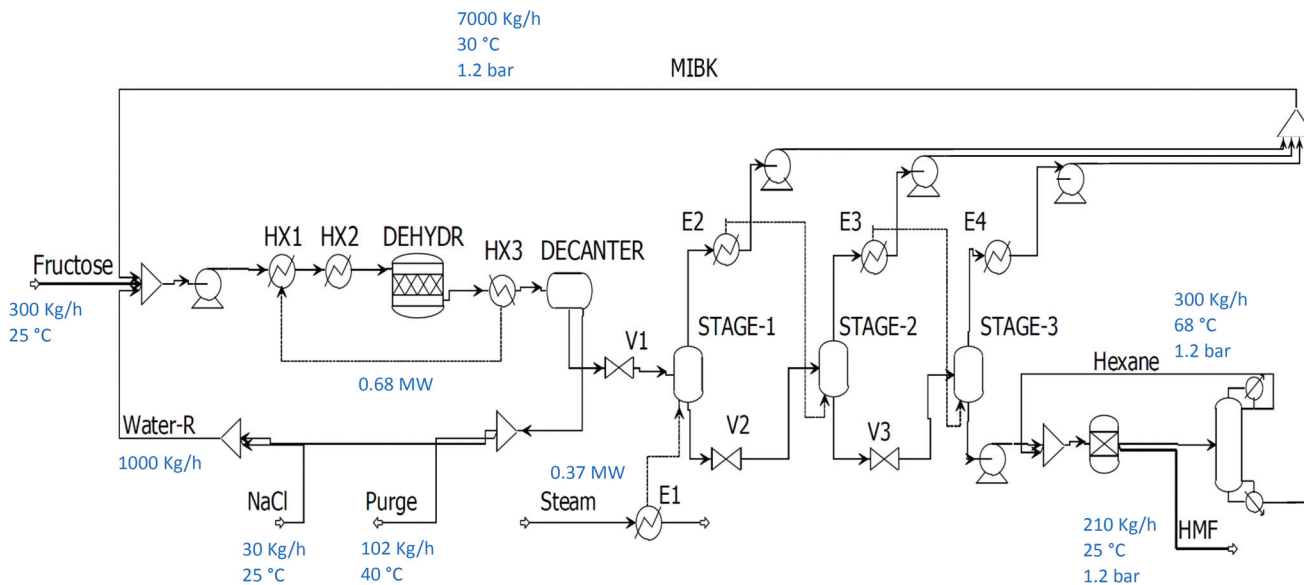 7000 Kg/h
30 °C
1.2 bar
MIBK
E2
E3
E4
HX1
HX2
DEHYDR
HX3
DECANTER
Fructose
300 Kg/h
25 °C
V1
STAGE-1
STAGE-2
STAGE-3
300 Kg/h
68 °C
1.2 bar
Hexane
0.68 MW
V2
V3
Water-R
1000 Kg/h
0.37 MW
NaCl
Purge
Steam
E1
30 Kg/h
25 °C
102 Kg/h
40 °C
210 Kg/h
25 °C
1.2 bar
HMF